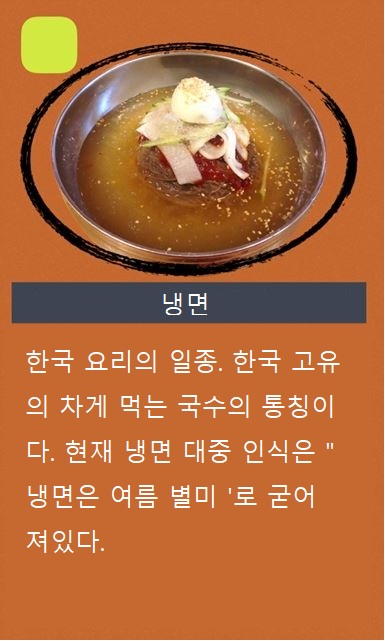 냉면
한국 요리의 일종. 한국 고유
의 차게 먹는 국수의 통칭이
다. 현재 냉면 대중 인식은 "
냉면은 여름 별미 '로 굳어
져있다.